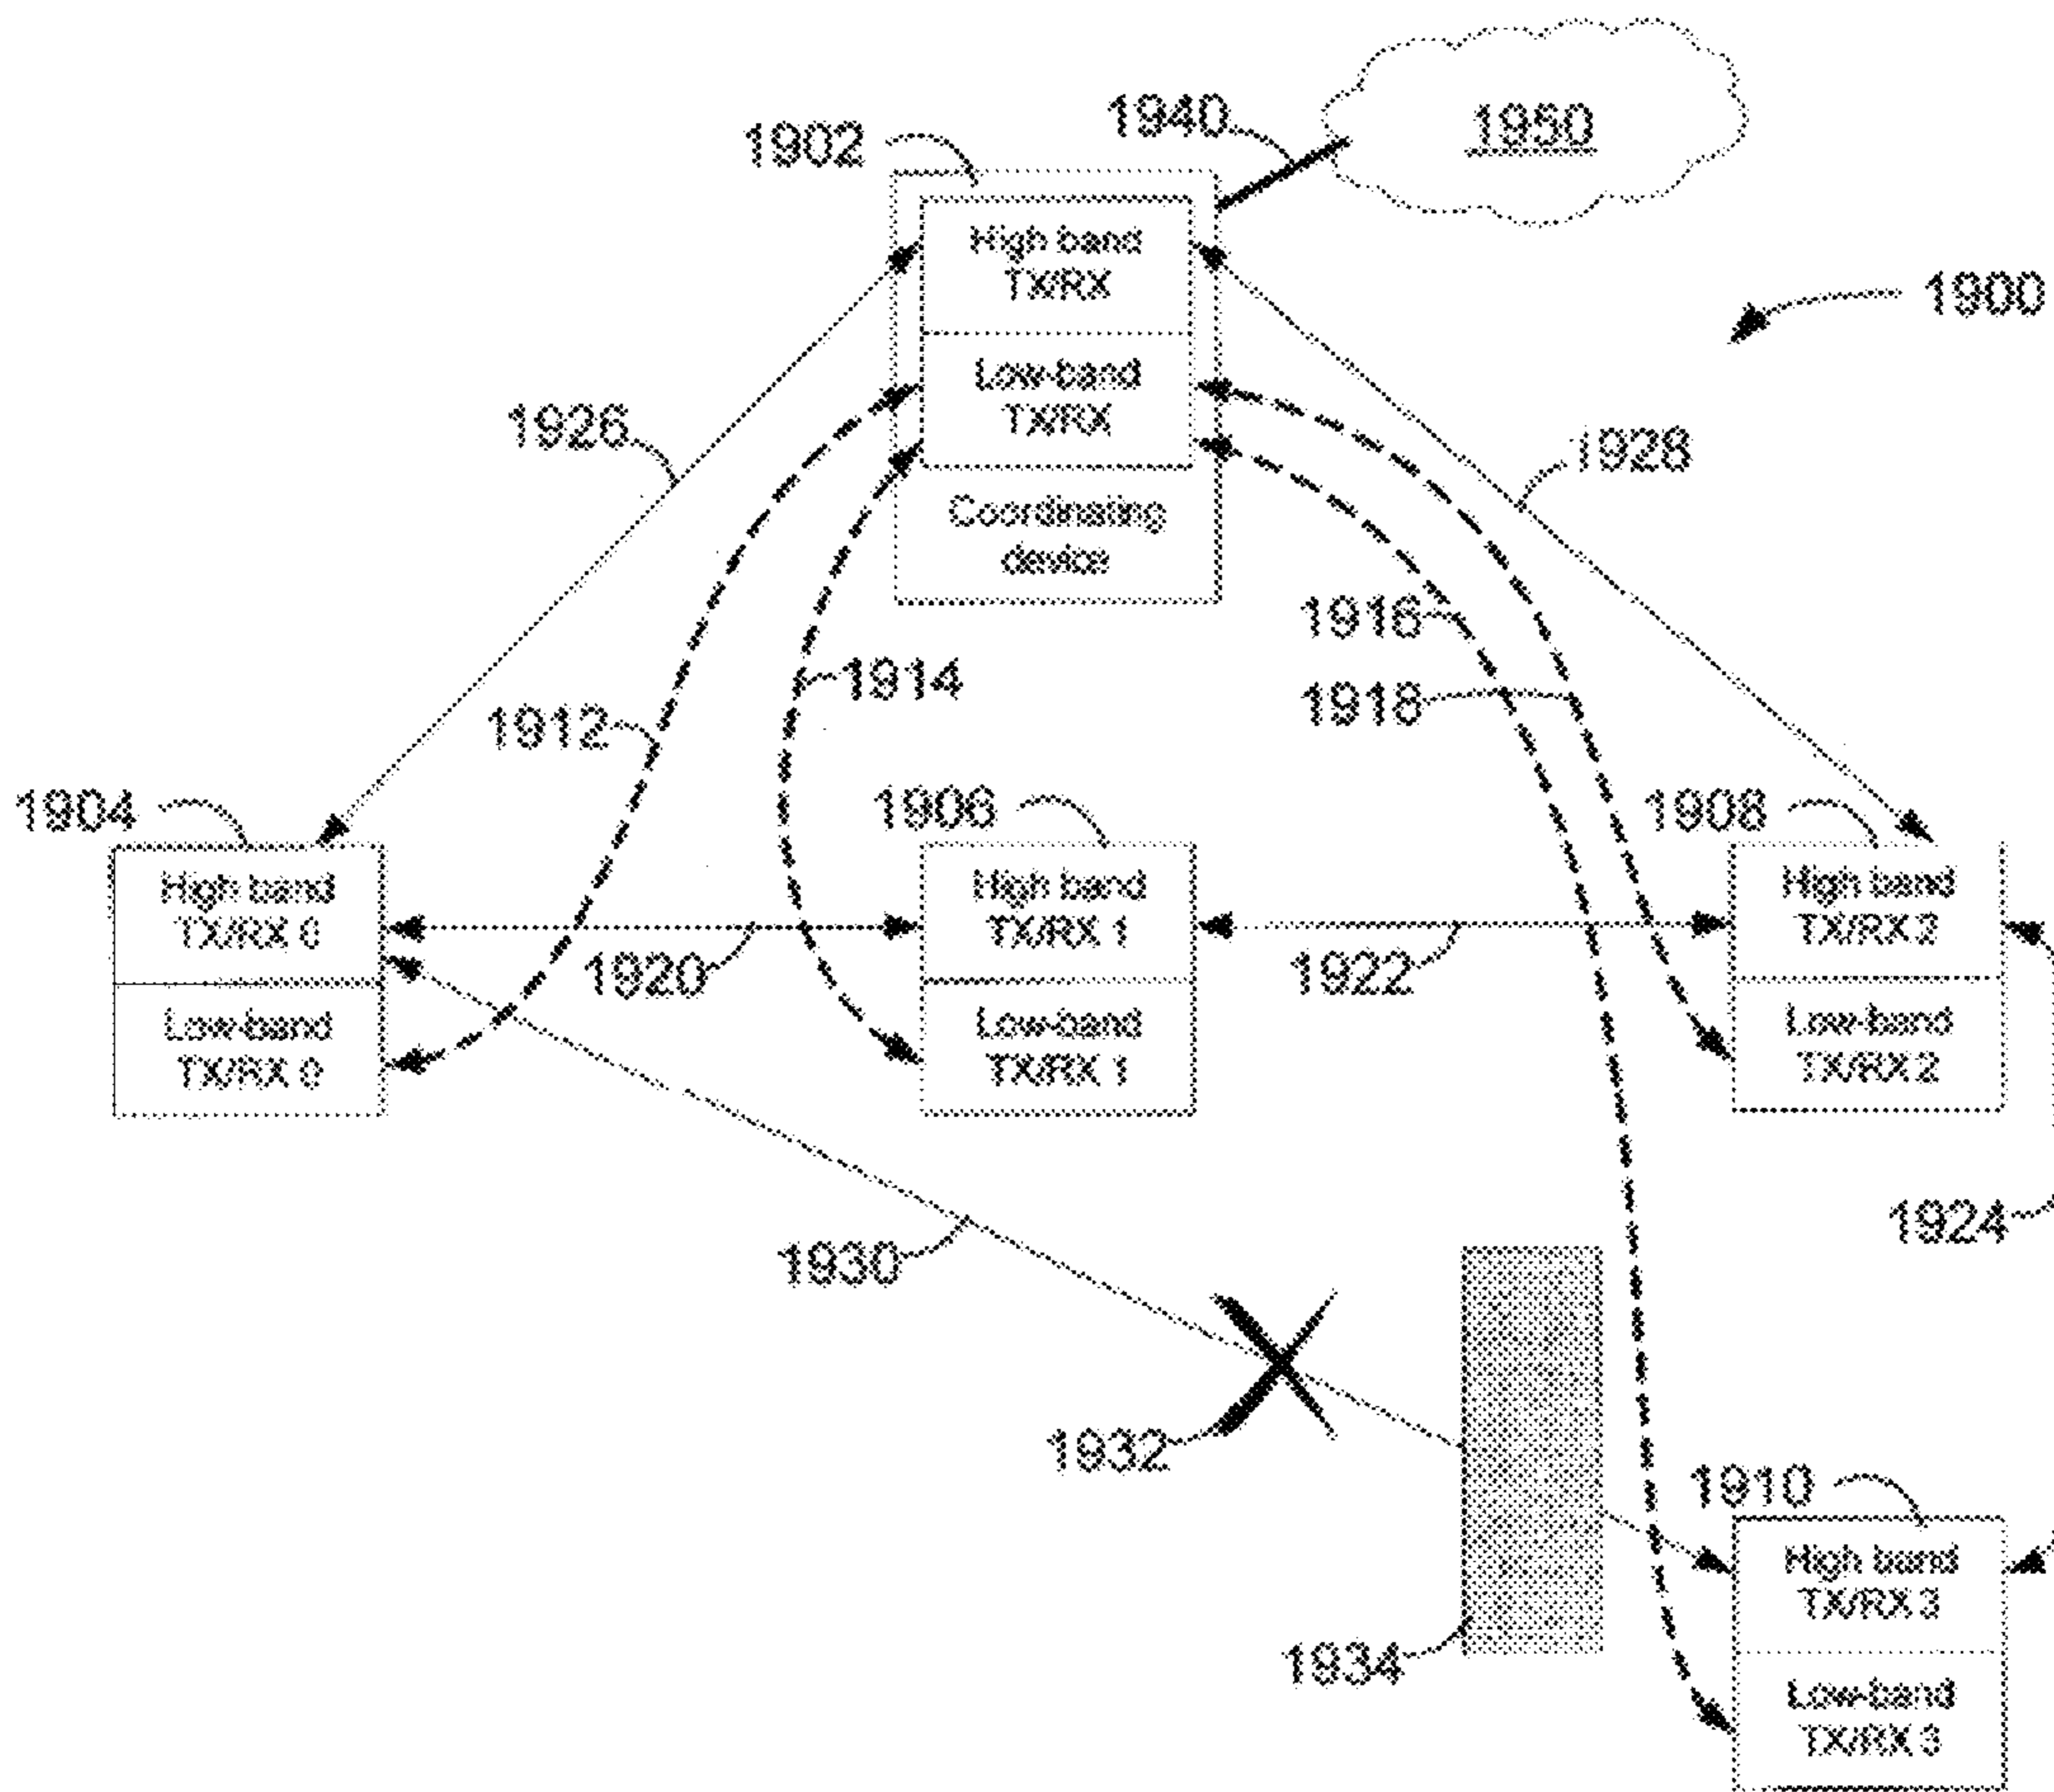 1940
1950
1902
High band
TX/RX
1900
Low-band
TX/RX
1926
1928
Coordinating
device
1916
1914
1918
1912
1904
1906
1908
High band
TX/RX 0
High band
TX/RX 1
High band
TX/RX 2
1920
1922
Low-band
TX/RX 0
Low-band
TX/RX 1
Low-band
TX/RX 2
1924
1930
1932
1910
High band
TX/RX 3
1934
Low-band
TX/RX 3